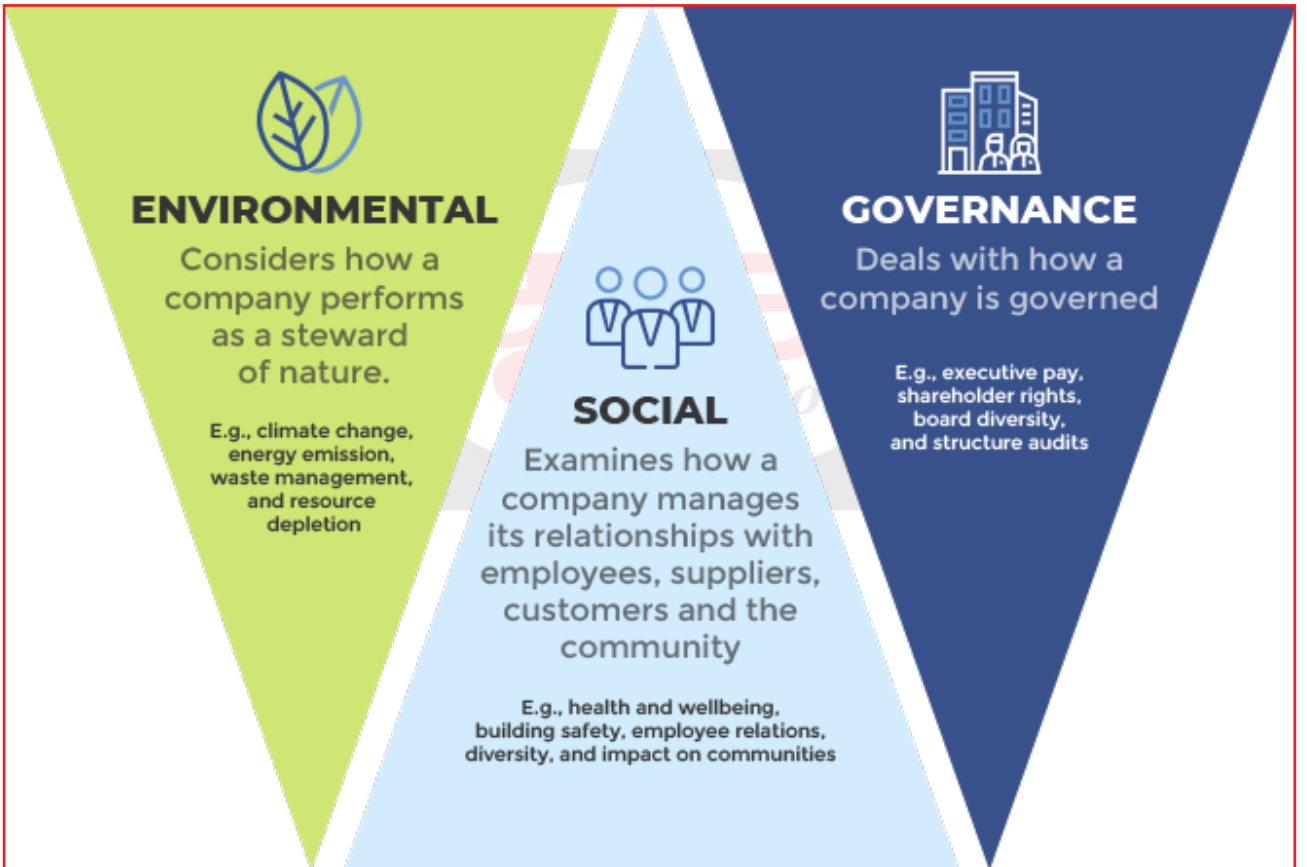 ENVIRONMENTAL
Considers how a
company performs
as a steward
of nature.
E.g., climate change,
energy emission,
waste management,
and resource
depletion
SOCIAL
Examines how a
company manages
its relationships with
employees, suppliers,
customers and the
community
E.g., health and wellbeing,
building safety, employee relations,
diversity, and impact on communities
GOVERNANCE
Deals with how a
company is governed
E.g., executive pay,
shareholder rights,
board diversity,
and structure audits